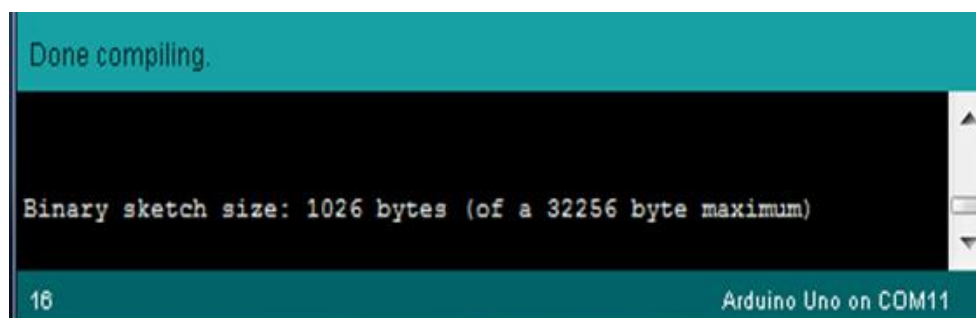 Done compiling.
Binary sketch size: 1026 bytes (of a 32256 byte maximum)
16
Arduino Uno on COM11